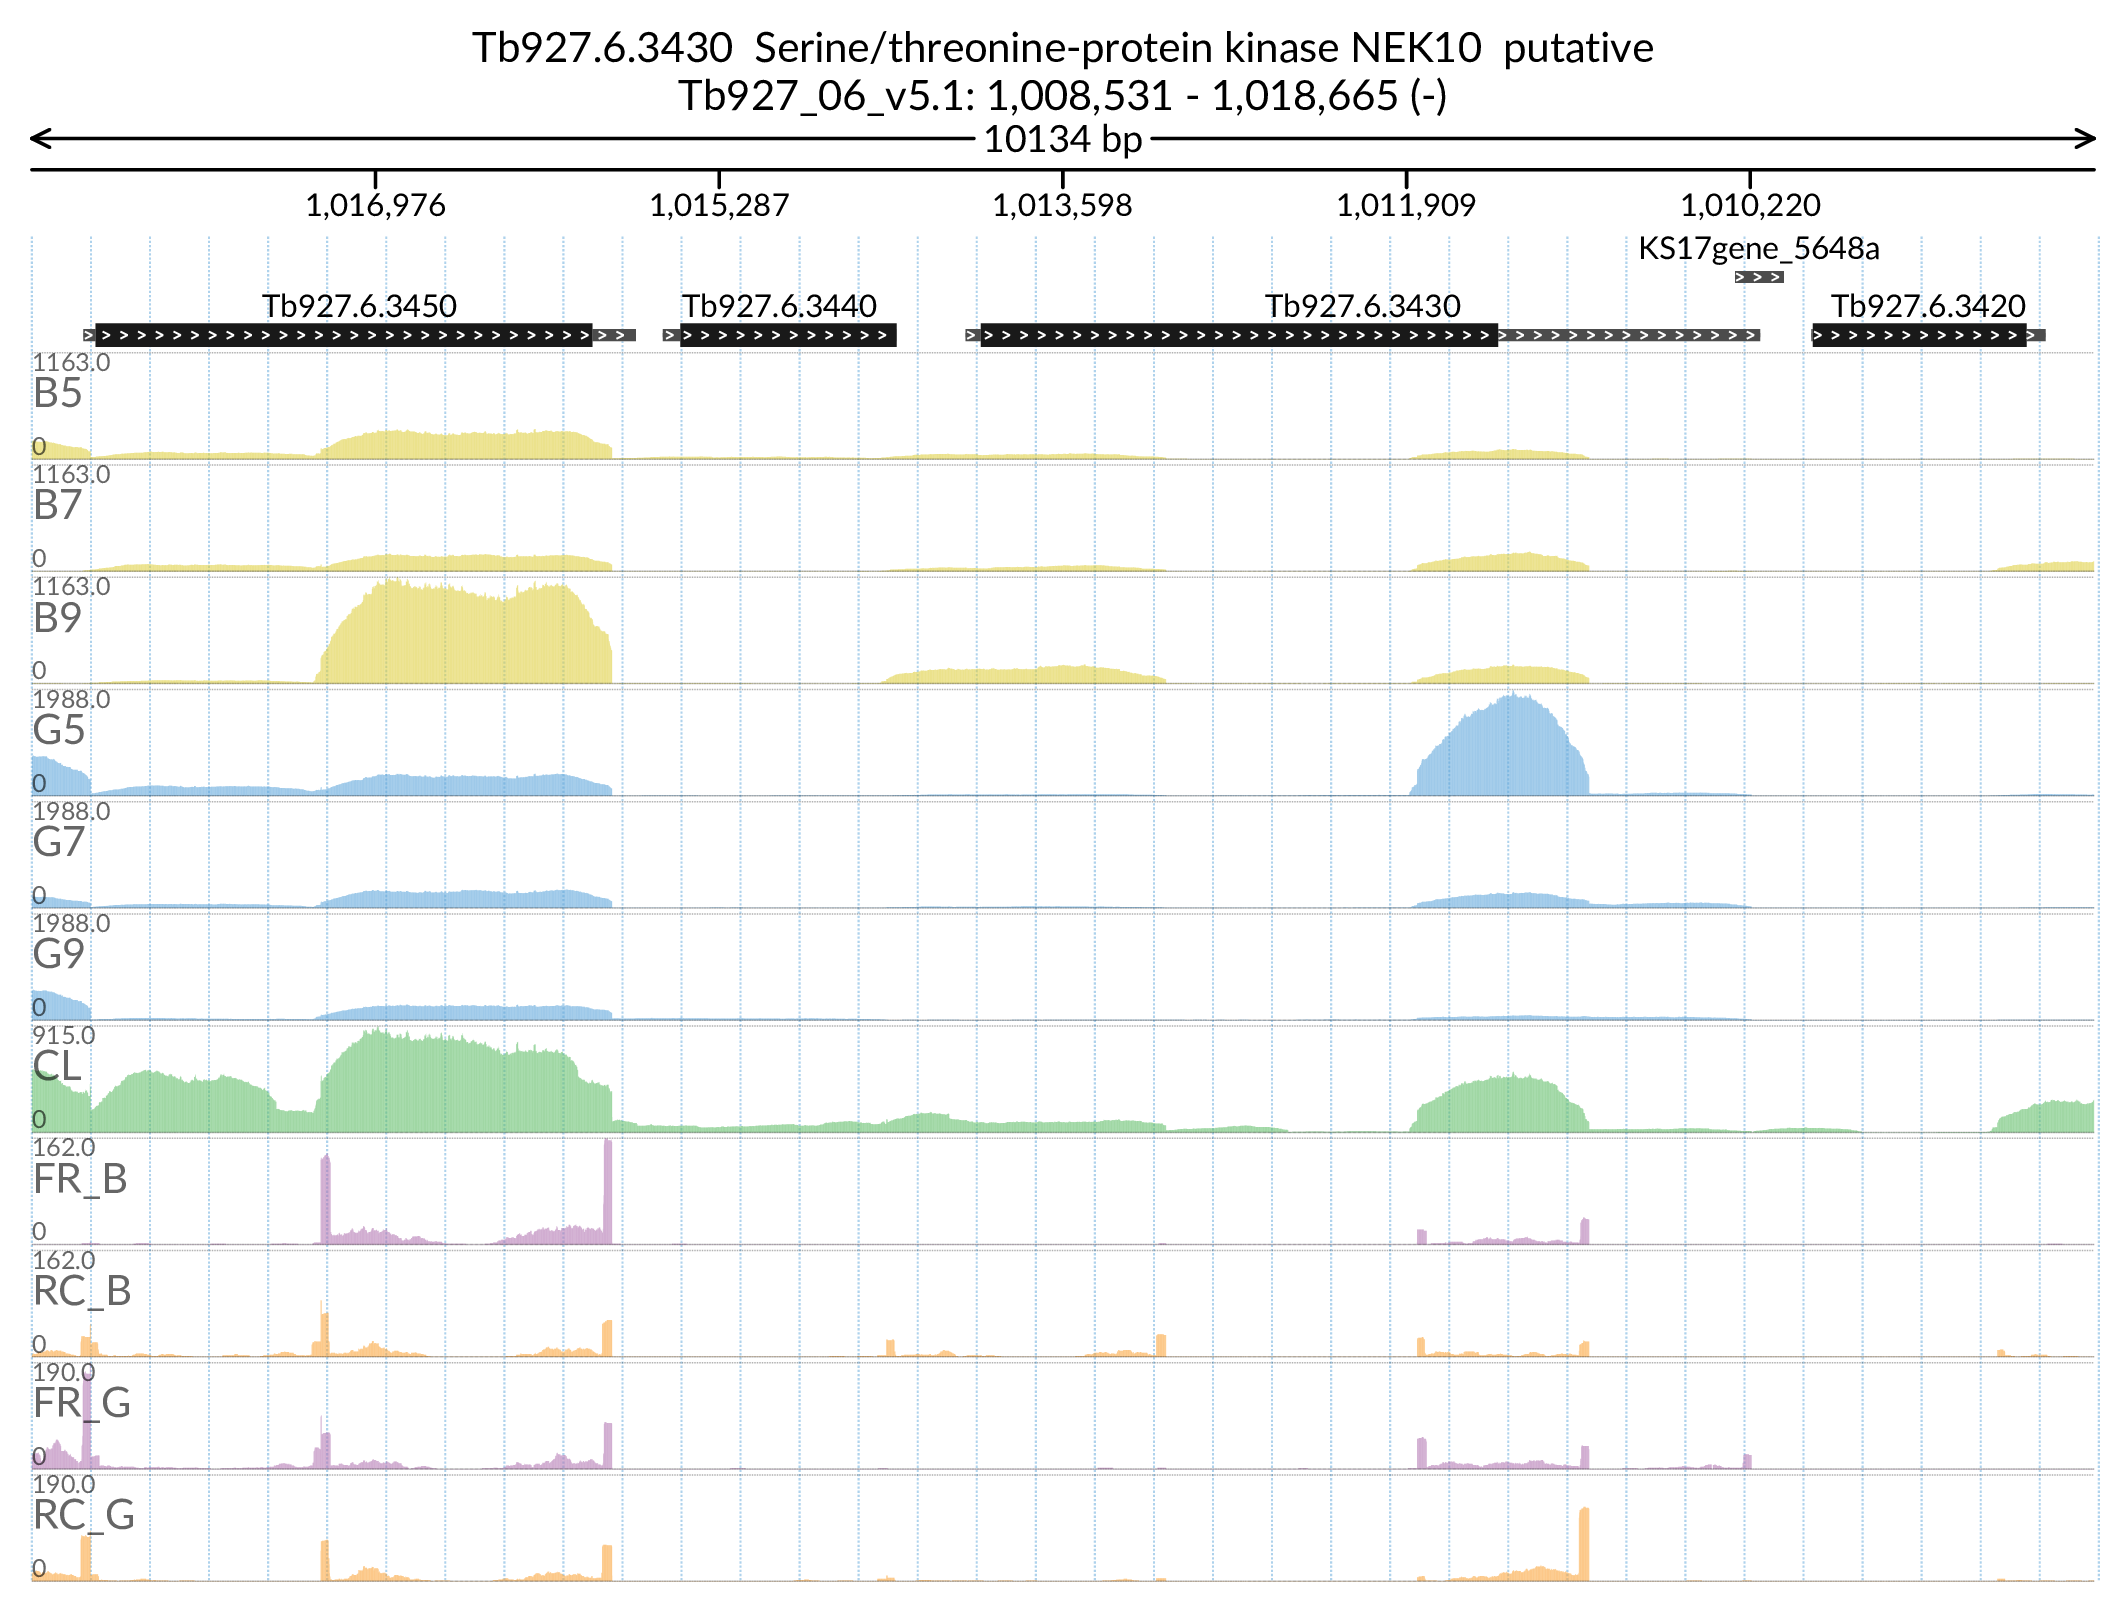 Tb927.6.3430  Serine/threonine-protein kinase NEK10  putative
Tb927_06_v5.1: 1,008,531 - 1,018,665 (-)
10134 bp
1,016,976 1,015,287 1,013,598 1,011,909 1,010,220
KS17gene_5648a
Tb927.6.3450 Tb927.6.3440 Tb927.6.3430 Tb927.6.3420
1163.0
B5
0
1163.0
B7
0
1163.0
B9
0
1988.0
G5
0
1988.0
G7
0
1988.0
G9
0
915.0
CL
0
162.0
FR_B
0
162.0
RC_B
0
190.0
FR_G
0
190.0
RC_G
0